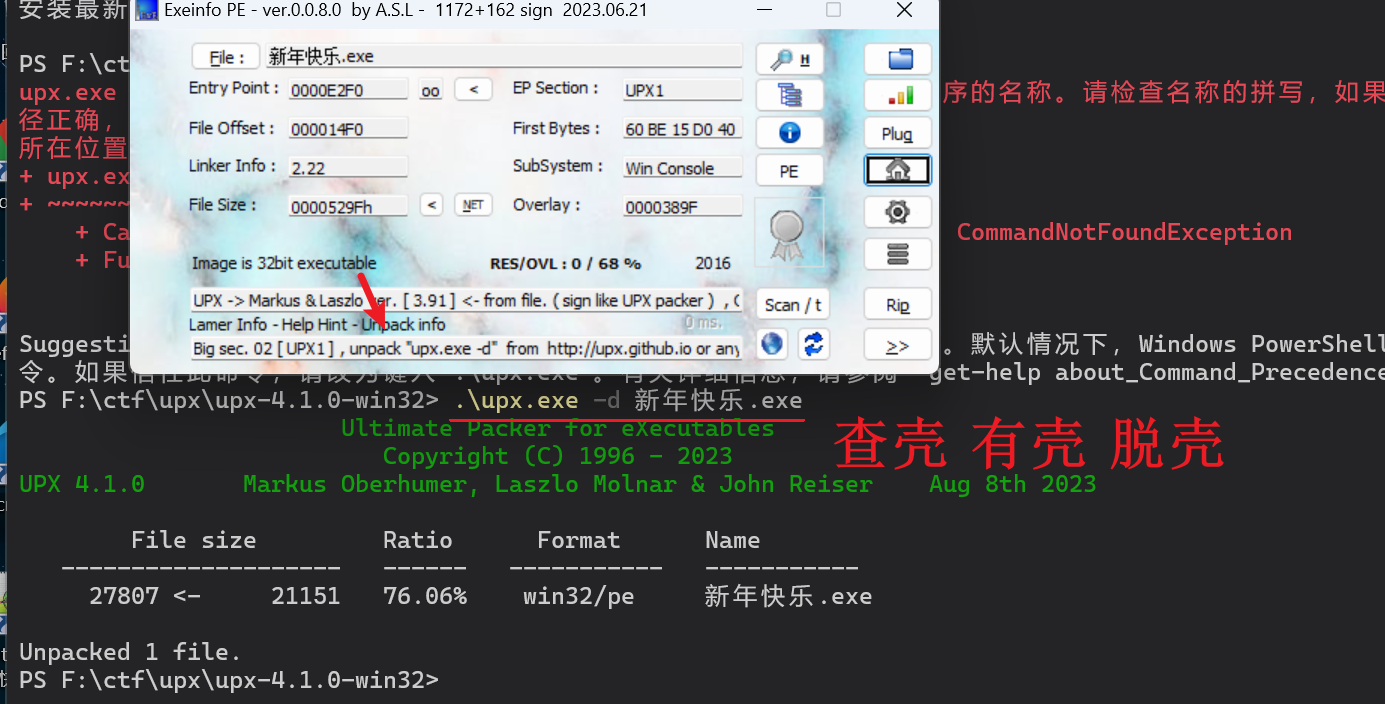 安装最新
Exeinfo PE - ver.0.0.8.0 by A.S.L - 1172+162 sign 2023.06.21
File :
新年快乐.exe
H
Entry Point :
0000E2F0
oo
<
EP Section :
UPX1
File Offset :
000014F0
First Bytes :
60 BE 15 D0 40
Plug
Linker Info :
2.22
SubSystem :
Win Console
PE
File Size :
0000529Fh
<
NET
Overlay :
0000389F
Image is 32bit executable
RES/OVL : 0 / 68 %
2016
UPX -> Markus & Laszlo ver. [ 3.91 ] <- from file. ( sign like UPX packer ) ,
Scan / t
Rip
Lamer Info - Help Hint - Unpack info
0 ms.
Big sec. 02 [ UPX1 ] , unpack "upx.exe -d" from http://upx.github.io or any
>>
PS F:\ct
upx.exe
序的名称。请检查名称的拼写，如果
径正确，
所在位置
+ upx.ex
+ ~~~~~~
+ Ca
CommandNotFoundException
+ Fu
Suggesti
。默认情况下，Windows PowerShell
令。如果信任此命令，请改为键入
get-help about_Command_Precedence
PS F:\ctf\upx\upx-4.1.0-win32> .\upx.exe -d 新年快乐.exe
Ultimate Packer for eXecutables
Copyright (C) 1996 - 2023
查壳 有壳 脱壳
UPX 4.1.0 Markus Oberhumer, Laszlo Molnar & John Reiser Aug 8th 2023
File size Ratio Format Name
-------------------- ------ ----------- -----------
27807 <- 21151 76.06% win32/pe 新年快乐.exe
Unpacked 1 file.
PS F:\ctf\upx\upx-4.1.0-win32>